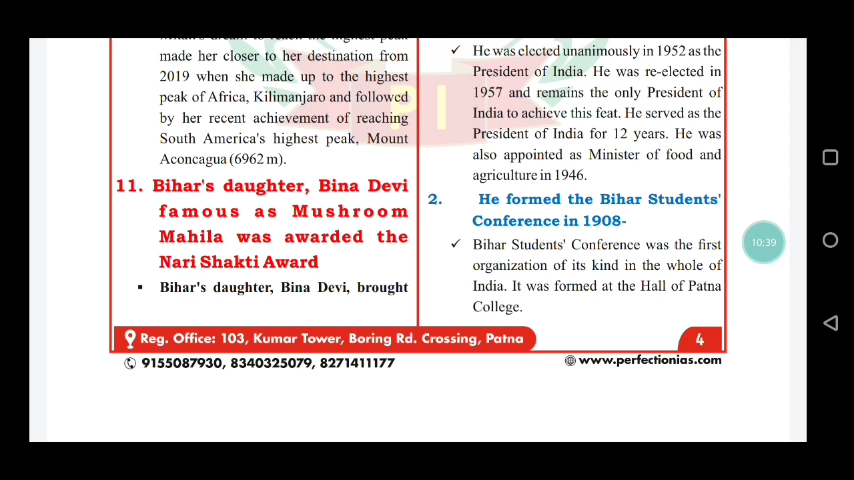 made her closer to her destination from
2019 when she made up to the highest
peak of Africa, Kilimanjaro and followed
by her recent achievement of reaching
South America's highest peak, Mount
Aconcagua (6962 m).
11. Bihar's daughter, Bina Devi
famous as Mushroom
Mahila was awarded the
Nari Shakti Award
▪ Bihar's daughter, Bina Devi, brought
✓ He was elected unanimously in 1952 as the
President of India. He was re-elected in
1957 and remains the only President of
India to achieve this feat. He served as the
President of India for 12 years. He was
also appointed as Minister of food and
agriculture in 1946.
2. He formed the Bihar Students'
Conference in 1908-
✓ Bihar Students' Conference was the first
organization of its kind in the whole of
India. It was formed at the Hall of Patna
College.
PI
Reg. Office: 103, Kumar Tower, Boring Rd. Crossing, Patna
4
9155087930, 8340325079, 8271411177
www.perfectionias.com
10:39